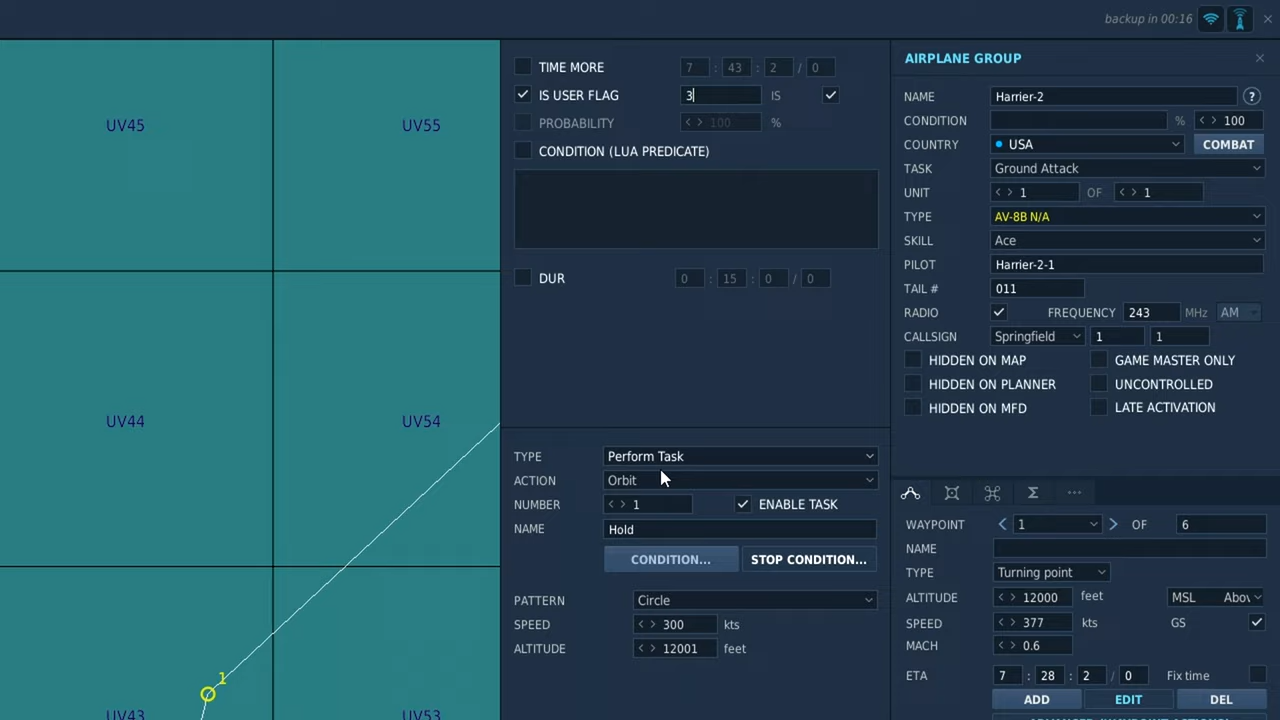 backup in 00:16
UV45
UV55
UV44
UV54
1
UV43
UV53
TIME MORE 7 : 43 : 2 / 0
IS USER FLAG 3 IS
PROBABILITY < > 100 %
CONDITION (LUA PREDICATE)
DUR 0 : 15 : 0 / 0
TYPE Perform Task
ACTION Orbit
NUMBER < > 1 ENABLE TASK
NAME Hold
CONDITION... STOP CONDITION...
PATTERN Circle
SPEED < > 300 kts
ALTITUDE < > 12001 feet
AIRPLANE GROUP
NAME Harrier-2 ?
CONDITION % < > 100
COUNTRY USA COMBAT
TASK Ground Attack
UNIT < > 1 OF < > 1
TYPE AV-8B N/A
SKILL Ace
PILOT Harrier-2-1
TAIL # 011
RADIO FREQUENCY 243 MHz AM
CALLSIGN Springfield 1 1
HIDDEN ON MAP GAME MASTER ONLY
HIDDEN ON PLANNER UNCONTROLLED
HIDDEN ON MFD LATE ACTIVATION
WAYPOINT < 1 > OF 6
NAME
TYPE Turning point
ALTITUDE < > 12000 feet MSL Abov
SPEED < > 377 kts GS
MACH < > 0.6
ETA 7 : 28 : 2 / 0 Fix time
ADD EDIT DEL